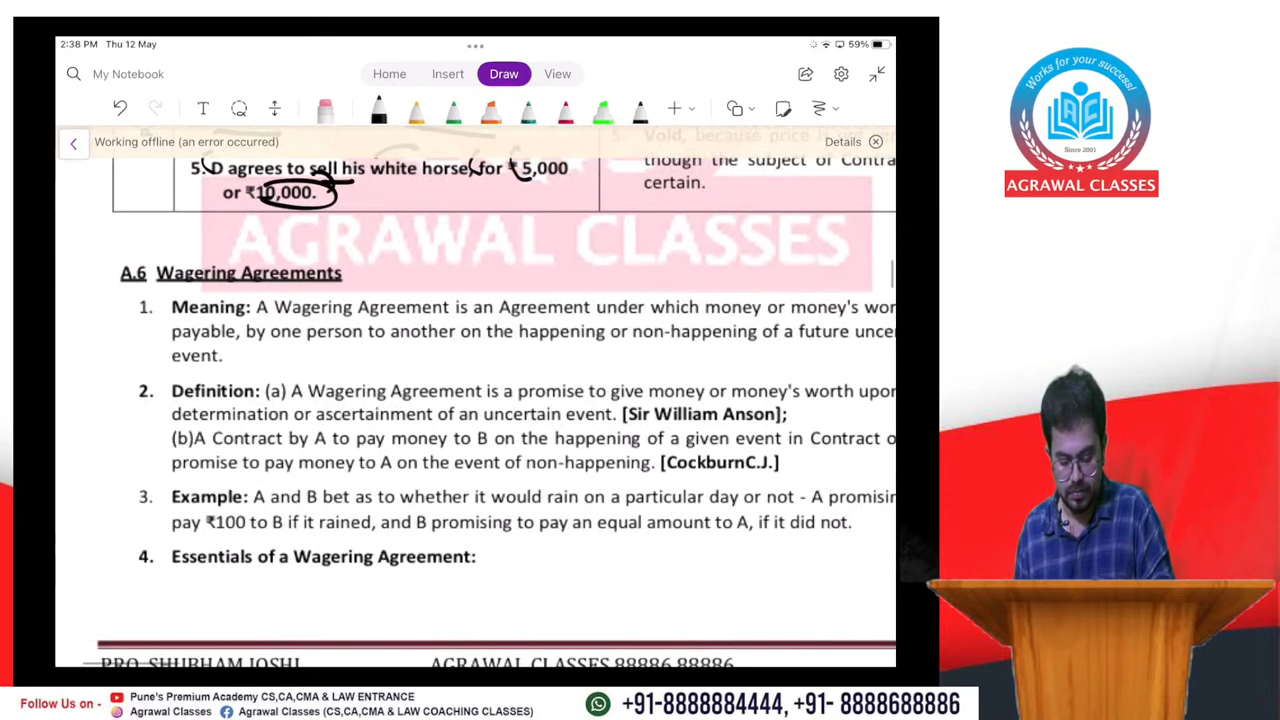 2:38 PM Thu 12 May
59%
My Notebook
Home Insert Draw View
Working offline (an error occurred)
Details
5. D agrees to sell his white horse for ₹ 5,000
or ₹10,000.
Void, because price
though the subject of Contra
certain.
AGRAWAL CLASSES
A.6 Wagering Agreements
1. Meaning: A Wagering Agreement is an Agreement under which money or money's wor
payable, by one person to another on the happening or non-happening of a future uncer
event.
2. Definition: (a) A Wagering Agreement is a promise to give money or money's worth upon
determination or ascertainment of an uncertain event. [Sir William Anson];
(b)A Contract by A to pay money to B on the happening of a given event in Contract o
promise to pay money to A on the event of non-happening. [CockburnC.J.]
3. Example: A and B bet as to whether it would rain on a particular day or not - A promisin
pay ₹100 to B if it rained, and B promising to pay an equal amount to A, if it did not.
4. Essentials of a Wagering Agreement:
PRO. SHUBHAM JOSHI AGRAWAL CLASSES 88886 88886
Works for your success!
AC
Since 2001
AGRAWAL CLASSES
Follow Us on -
Pune's Premium Academy CS,CA,CMA & LAW ENTRANCE
Agrawal Classes
Agrawal Classes (CS,CA,CMA & LAW COACHING CLASSES)
+91-8888884444, +91- 8888688886